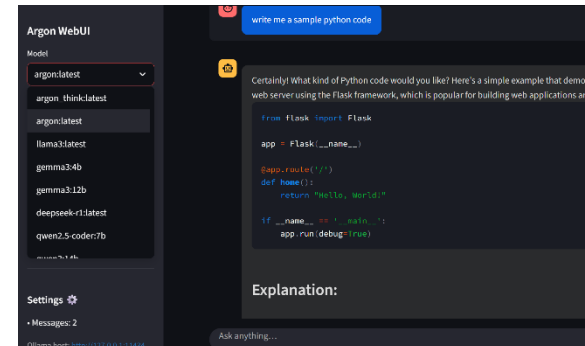 Argon WebUI
Model
argon:latest
argon_think:latest
argon:latest
llama3:latest
gemma3:4b
gemma3:12b
deepseek-r1:latest
qwen2.5-coder:7b
Settings
• Messages: 2
Ollama host:
write me a sample python code
Certainly! What kind of Python code would you like? Here's a simple example that demo
web server using the Flask framework, which is popular for building web applications
from flask import Flask
app = Flask(__name__)
@app.route('/')
def home():
    return "Hello, World!"
if __name__ == '__main__':
    app.run(debug=True)
Explanation:
Ask anything...